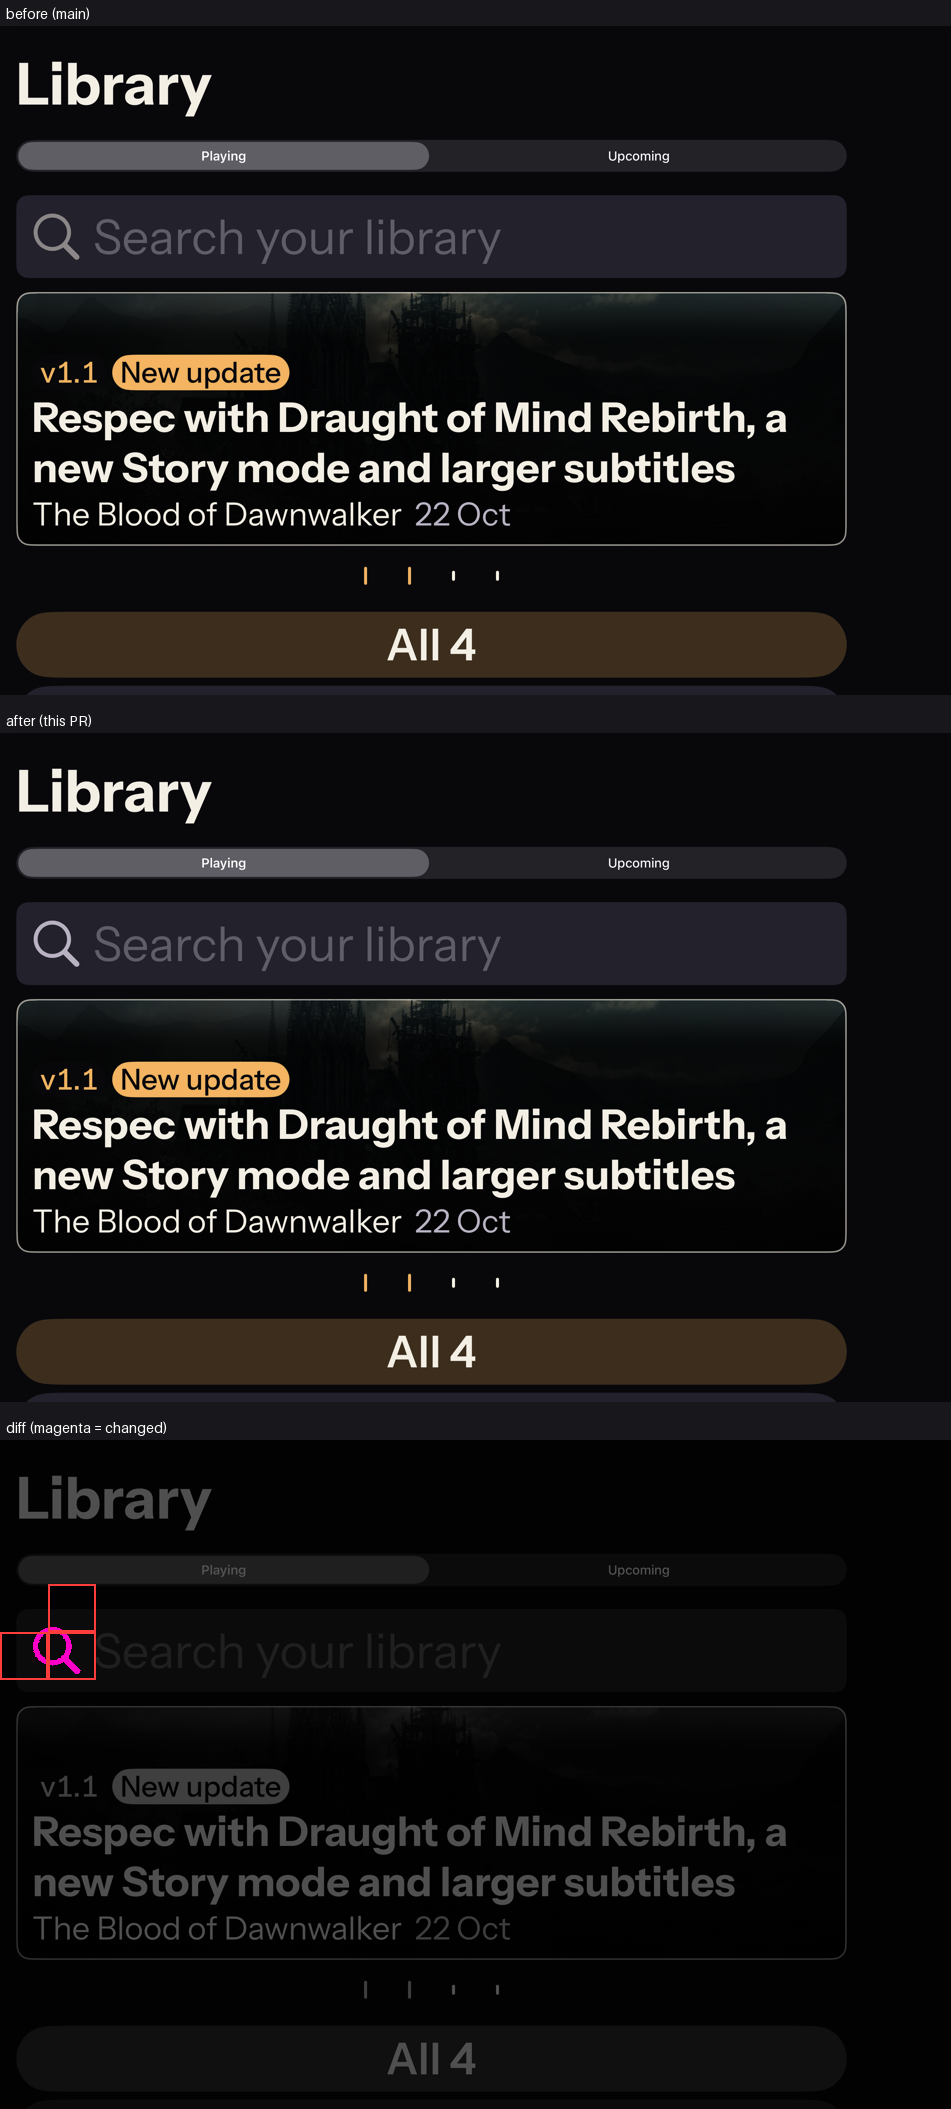 before (main)
Library
Playing
Upcoming
Search your library
v1.1 New update
Respec with Draught of Mind Rebirth, a
new Story mode and larger subtitles
The Blood of Dawnwalker 22 Oct
All 4
after (this PR)
Library
Playing
Upcoming
Search your library
v1.1 New update
Respec with Draught of Mind Rebirth, a
new Story mode and larger subtitles
The Blood of Dawnwalker 22 Oct
All 4
diff (magenta = changed)
Library
Playing
Upcoming
Search your library
v1.1 New update
Respec with Draught of Mind Rebirth, a
new Story mode and larger subtitles
The Blood of Dawnwalker 22 Oct
All 4